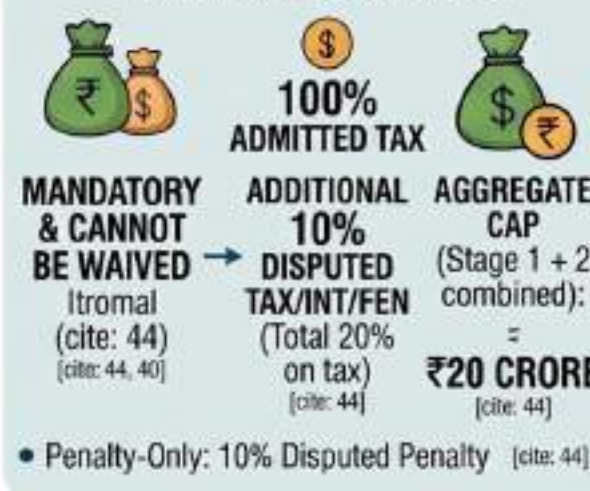 100%
ADMITTED TAX
MANDATORY
& CANNOT
BE WAIVED
Itromal
(cite: 44)
[cite: 44, 40]
ADDITIONAL
10%
DISPUTED
TAX/INT/FEN
(Total 20%
on tax)
[cite: 44]
AGGREGATE
CAP
(Stage 1 + 2
combined):
=
₹20 CRORE
[cite: 44]
• Penalty-Only: 10% Disputed Penalty [cite: 44]